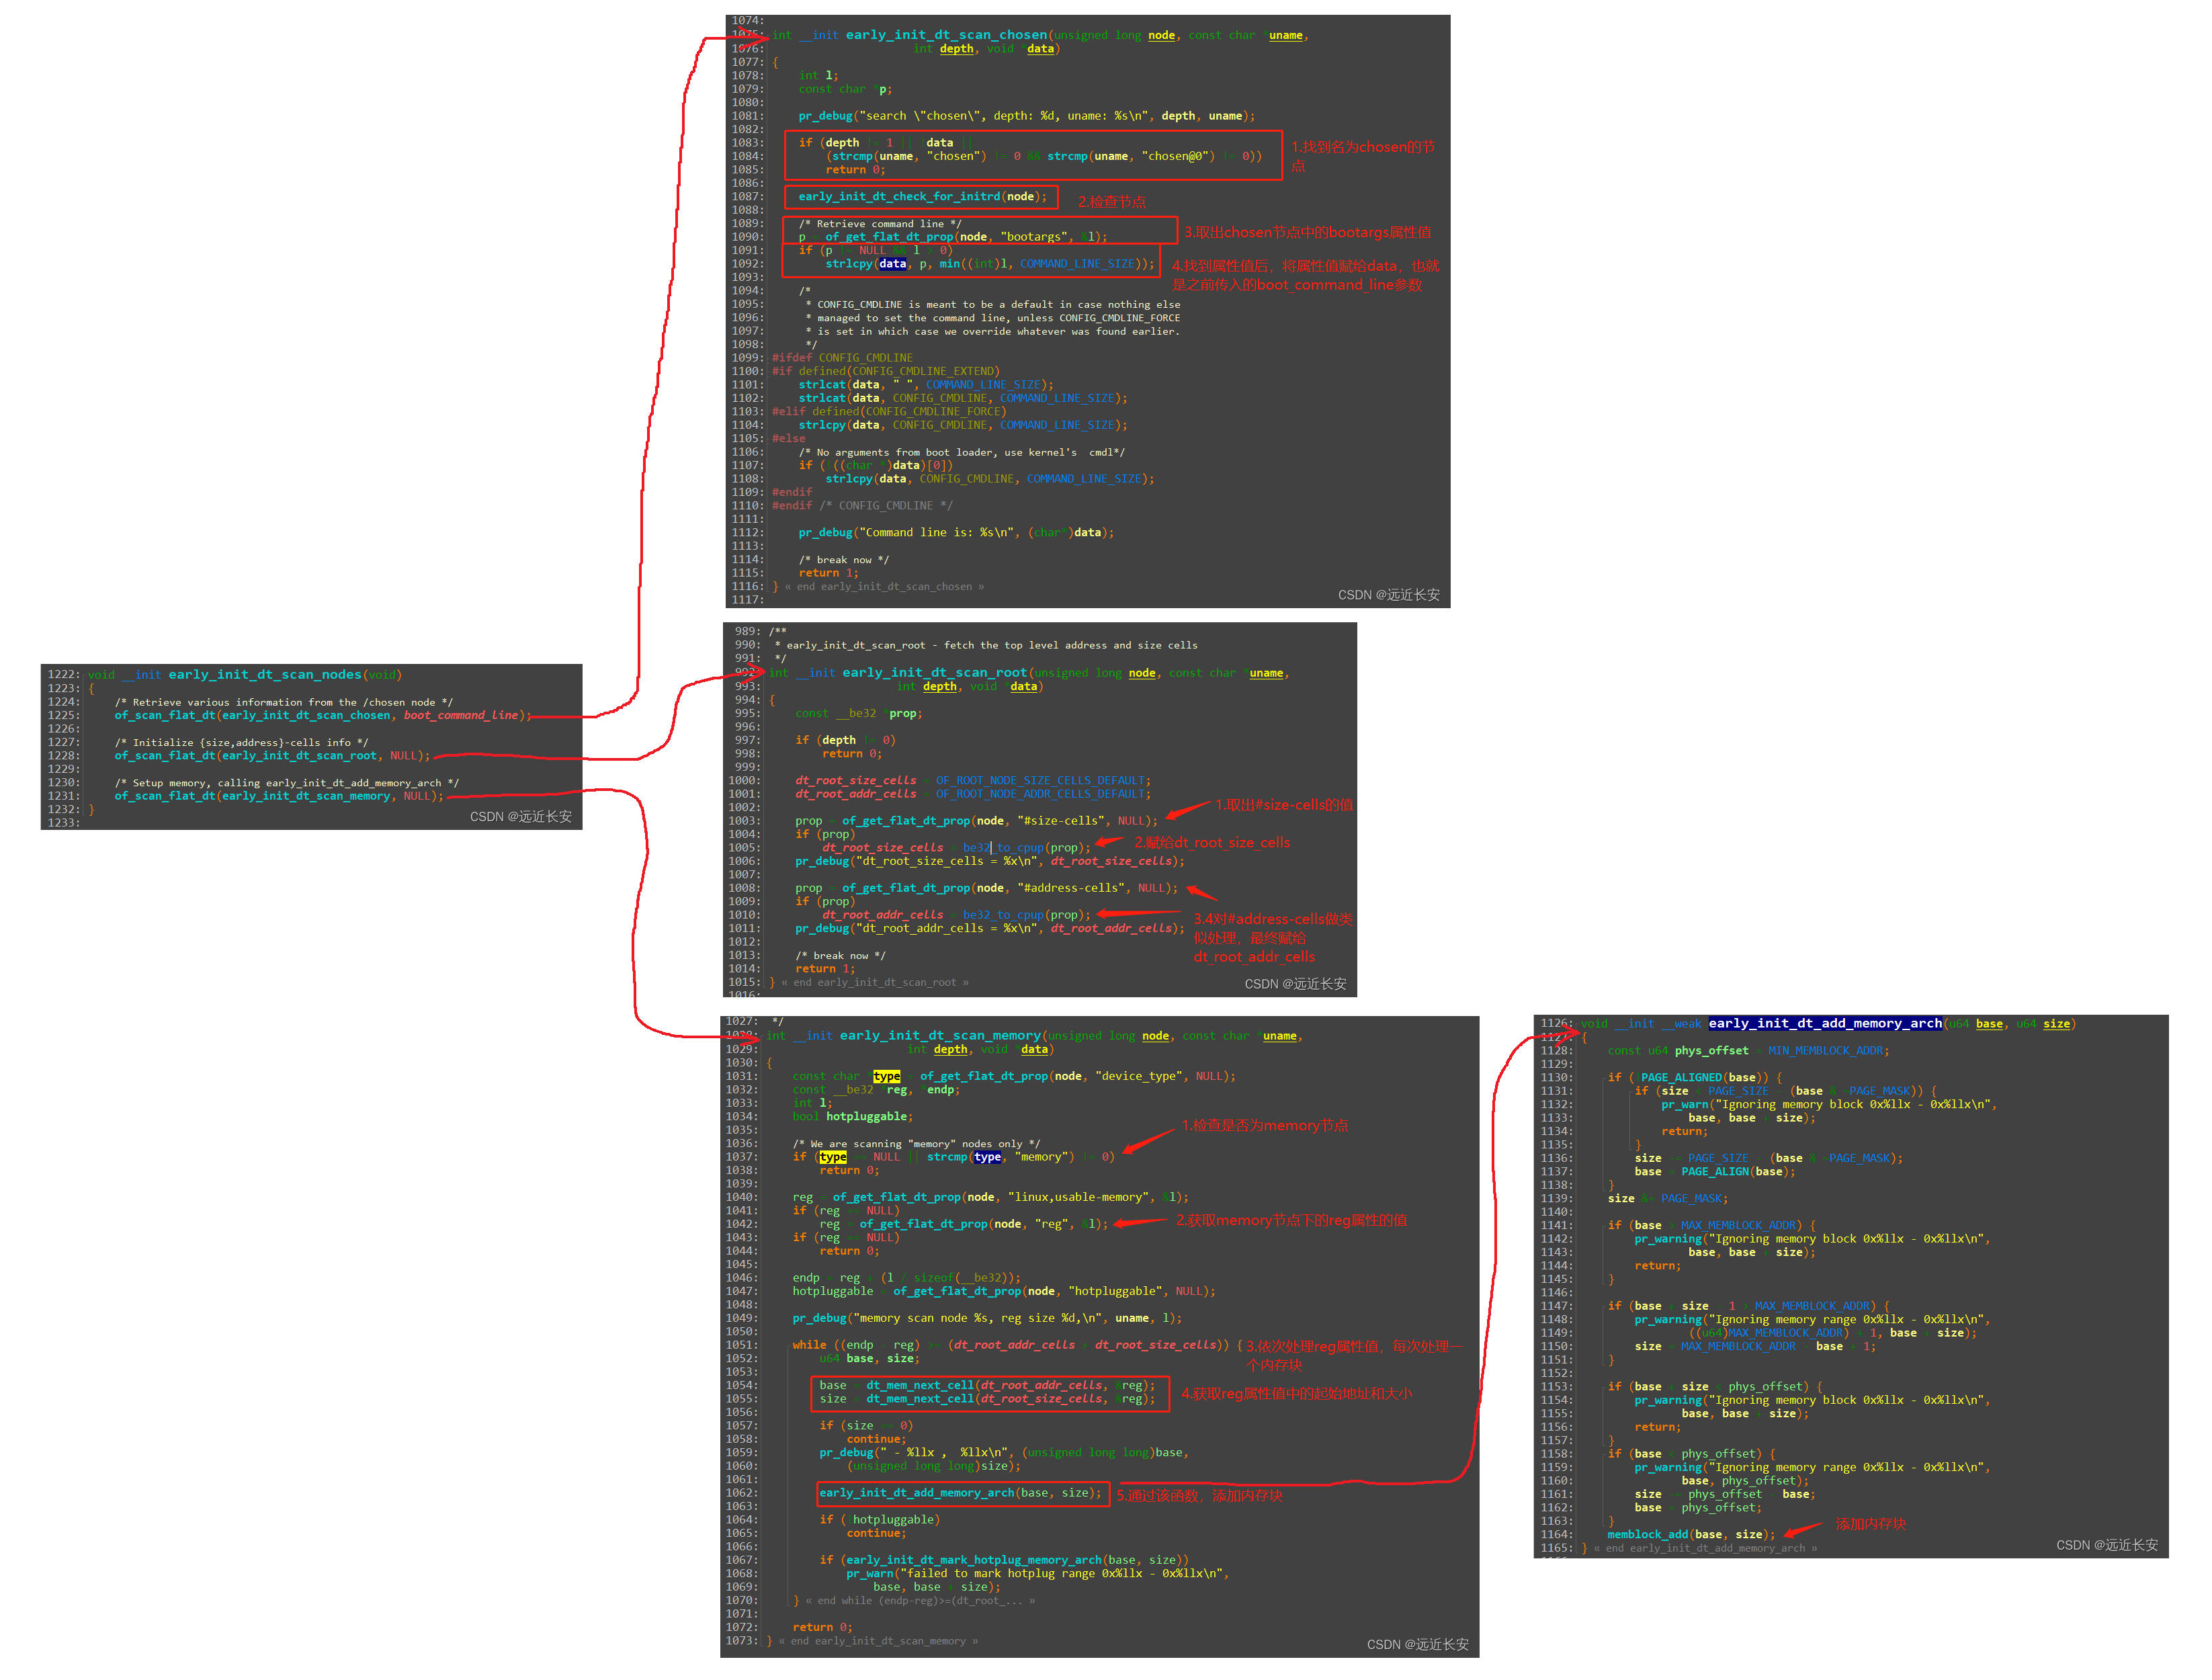 1222: void __init early_init_dt_scan_nodes(void)
1223: {
1224: /* Retrieve various information from the /chosen node */
1225: of_scan_flat_dt(early_init_dt_scan_chosen, boot_command_line);
1226:
1227: /* Initialize {size,address}-cells info */
1228: of_scan_flat_dt(early_init_dt_scan_root, NULL);
1229:
1230: /* Setup memory, calling early_init_dt_add_memory_arch */
1231: of_scan_flat_dt(early_init_dt_scan_memory, NULL);
1232: }
1233:
CSDN @远近长安
1074:
1075: int __init early_init_dt_scan_chosen(unsigned long node, const char *uname,
1076: int depth, void *data)
1077: {
1078: int l;
1079: const char *p;
1080:
1081: pr_debug("search \"chosen\", depth: %d, uname: %s\n", depth, uname);
1082:
1083: if (depth != 1 || !data ||
1084: (strcmp(uname, "chosen") != 0 && strcmp(uname, "chosen@0") != 0))
1085: return 0;
1.找到名为chosen的节
点
1086:
1087: early_init_dt_check_for_initrd(node);
2.检查节点
1088:
1089: /* Retrieve command line */
1090: p = of_get_flat_dt_prop(node, "bootargs", &l);
3.取出chosen节点中的bootargs属性值
1091: if (p != NULL && l > 0)
1092: strlcpy(data, p, min((int)l, COMMAND_LINE_SIZE));
4.找到属性值后，将属性值赋给data，也就
是之前传入的boot_command_line参数
1093:
1094: /*
1095: * CONFIG_CMDLINE is meant to be a default in case nothing else
1096: * managed to set the command line, unless CONFIG_CMDLINE_FORCE
1097: * is set in which case we override whatever was found earlier.
1098: */
1099: #ifdef CONFIG_CMDLINE
1100: #if defined(CONFIG_CMDLINE_EXTEND)
1101: strlcat(data, " ", COMMAND_LINE_SIZE);
1102: strlcat(data, CONFIG_CMDLINE, COMMAND_LINE_SIZE);
1103: #elif defined(CONFIG_CMDLINE_FORCE)
1104: strlcpy(data, CONFIG_CMDLINE, COMMAND_LINE_SIZE);
1105: #else
1106: /* No arguments from boot loader, use kernel's  cmdl*/
1107: if (!((char *)data)[0])
1108: strlcpy(data, CONFIG_CMDLINE, COMMAND_LINE_SIZE);
1109: #endif
1110: #endif /* CONFIG_CMDLINE */
1111:
1112: pr_debug("Command line is: %s\n", (char*)data);
1113:
1114: /* break now */
1115: return 1;
1116: } « end early_init_dt_scan_chosen »
1117:
CSDN @远近长安
989: /**
990: * early_init_dt_scan_root - fetch the top level address and size cells
991: */
992: int __init early_init_dt_scan_root(unsigned long node, const char *uname,
993: int depth, void *data)
994: {
995: const __be32 *prop;
996:
997: if (depth != 0)
998: return 0;
999:
1000: dt_root_size_cells = OF_ROOT_NODE_SIZE_CELLS_DEFAULT;
1001: dt_root_addr_cells = OF_ROOT_NODE_ADDR_CELLS_DEFAULT;
1002:
1.取出#size-cells的值
1003: prop = of_get_flat_dt_prop(node, "#size-cells", NULL);
1004: if (prop)
1005: dt_root_size_cells = be32_to_cpup(prop);
2.赋给dt_root_size_cells
1006: pr_debug("dt_root_size_cells = %x\n", dt_root_size_cells);
1007:
1008: prop = of_get_flat_dt_prop(node, "#address-cells", NULL);
1009: if (prop)
1010: dt_root_addr_cells = be32_to_cpup(prop);
1011: pr_debug("dt_root_addr_cells = %x\n", dt_root_addr_cells);
3.4对#address-cells做类
似处理，最终赋给
dt_root_addr_cells
1012:
1013: /* break now */
1014: return 1;
1015: } « end early_init_dt_scan_root »
1016:
CSDN @远近长安
1027: */
1028: int __init early_init_dt_scan_memory(unsigned long node, const char *uname,
1029: int depth, void *data)
1030: {
1031: const char *type = of_get_flat_dt_prop(node, "device_type", NULL);
1032: const __be32 *reg, *endp;
1033: int l;
1034: bool hotpluggable;
1035:
1.检查是否为memory节点
1036: /* We are scanning "memory" nodes only */
1037: if (type == NULL || strcmp(type, "memory") != 0)
1038: return 0;
1039:
1040: reg = of_get_flat_dt_prop(node, "linux,usable-memory", &l);
1041: if (reg == NULL)
1042: reg = of_get_flat_dt_prop(node, "reg", &l);
2.获取memory节点下的reg属性的值
1043: if (reg == NULL)
1044: return 0;
1045:
1046: endp = reg + (l / sizeof(__be32));
1047: hotpluggable = of_get_flat_dt_prop(node, "hotpluggable", NULL);
1048:
1049: pr_debug("memory scan node %s, reg size %d,\n", uname, l);
1050:
1051: while ((endp - reg) >= (dt_root_addr_cells + dt_root_size_cells)) {
3.依次处理reg属性值，每次处理一
个内存块
1052: u64 base, size;
1053:
1054: base = dt_mem_next_cell(dt_root_addr_cells, &reg);
1055: size = dt_mem_next_cell(dt_root_size_cells, &reg);
4.获取reg属性值中的起始地址和大小
1056:
1057: if (size == 0)
1058: continue;
1059: pr_debug(" - %llx ,  %llx\n", (unsigned long long)base,
1060: (unsigned long long)size);
1061:
1062: early_init_dt_add_memory_arch(base, size);
5.通过该函数，添加内存块
1063:
1064: if (!hotpluggable)
1065: continue;
1066:
1067: if (early_init_dt_mark_hotplug_memory_arch(base, size))
1068: pr_warn("failed to mark hotplug range 0x%llx - 0x%llx\n",
1069: base, base + size);
1070: } « end while (endp-reg)>=(dt_root_... »
1071:
1072: return 0;
1073: } « end early_init_dt_scan_memory »
CSDN @远近长安
1126: void __init __weak early_init_dt_add_memory_arch(u64 base, u64 size)
1127: {
1128: const u64 phys_offset = MIN_MEMBLOCK_ADDR;
1129:
1130: if (!PAGE_ALIGNED(base)) {
1131: if (size < PAGE_SIZE - (base & ~PAGE_MASK)) {
1132: pr_warn("Ignoring memory block 0x%llx - 0x%llx\n",
1133: base, base + size);
1134: return;
1135: }
1136: size -= PAGE_SIZE - (base & ~PAGE_MASK);
1137: base = PAGE_ALIGN(base);
1138: }
1139: size &= PAGE_MASK;
1140:
1141: if (base > MAX_MEMBLOCK_ADDR) {
1142: pr_warning("Ignoring memory block 0x%llx - 0x%llx\n",
1143: base, base + size);
1144: return;
1145: }
1146:
1147: if (base + size - 1 > MAX_MEMBLOCK_ADDR) {
1148: pr_warning("Ignoring memory range 0x%llx - 0x%llx\n",
1149: ((u64)MAX_MEMBLOCK_ADDR) + 1, base + size);
1150: size = MAX_MEMBLOCK_ADDR - base + 1;
1151: }
1152:
1153: if (base + size < phys_offset) {
1154: pr_warning("Ignoring memory block 0x%llx - 0x%llx\n",
1155: base, base + size);
1156: return;
1157: }
1158: if (base < phys_offset) {
1159: pr_warning("Ignoring memory range 0x%llx - 0x%llx\n",
1160: base, phys_offset);
1161: size -= phys_offset - base;
1162: base = phys_offset;
1163: }
1164: memblock_add(base, size);
添加内存块
1165: } « end early_init_dt_add_memory_arch »
CSDN @远近长安